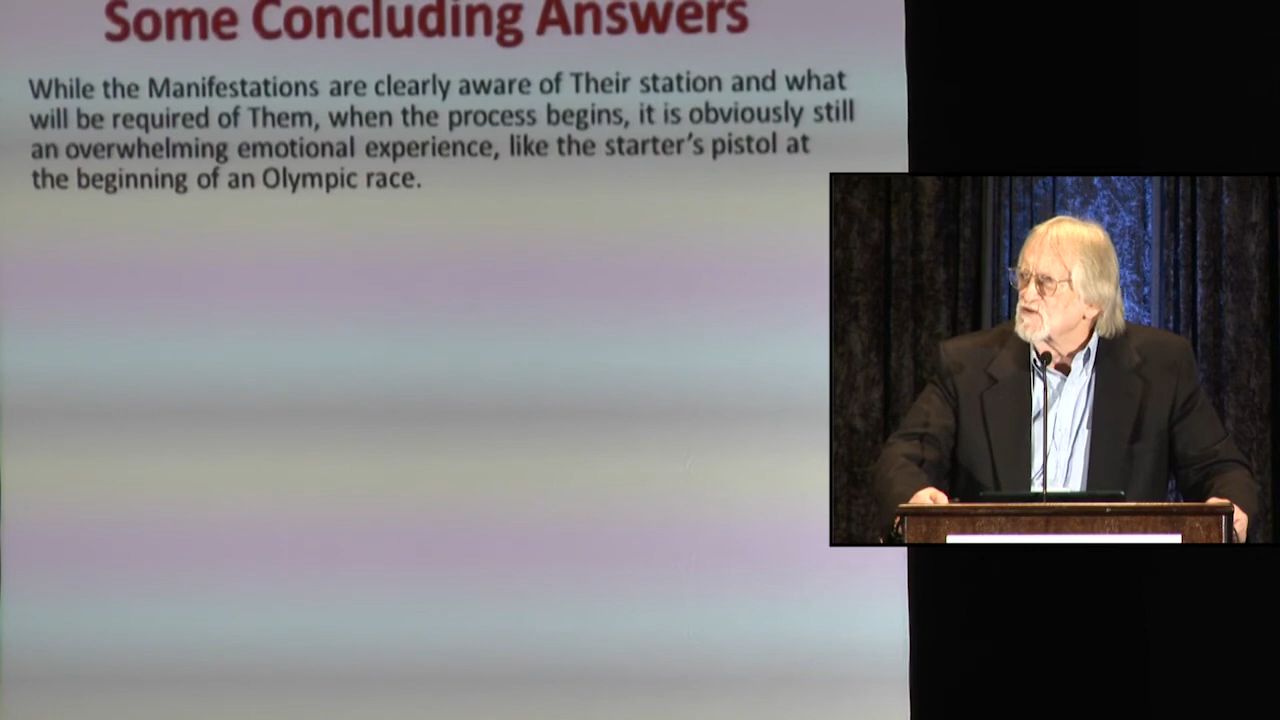 Some Concluding Answers
While the Manifestations are clearly aware of Their station and what
will be required of Them, when the process begins, it is obviously still
an overwhelming emotional experience, like the starter's pistol at
the beginning of an Olympic race.